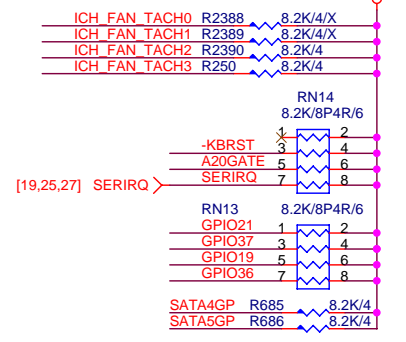 ICH_FAN_TACH0 R2388 8.2K/4/X
ICH_FAN_TACH1 R2389 8.2K/4/X
ICH_FAN_TACH2 R2390 8.2K/4
ICH_FAN_TACH3 R250 8.2K/4
RN14
8.2K/8P4R/6
1 2
-KBRST 3 4
A20GATE 5 6
[19,25,27] SERIRQ SERIRQ 7 8
RN13 8.2K/8P4R/6
GPIO21 1 2
GPIO37 3 4
GPIO19 5 6
GPIO36 7 8
SATA4GP R685 8.2K/4
SATA5GP R686 8.2K/4